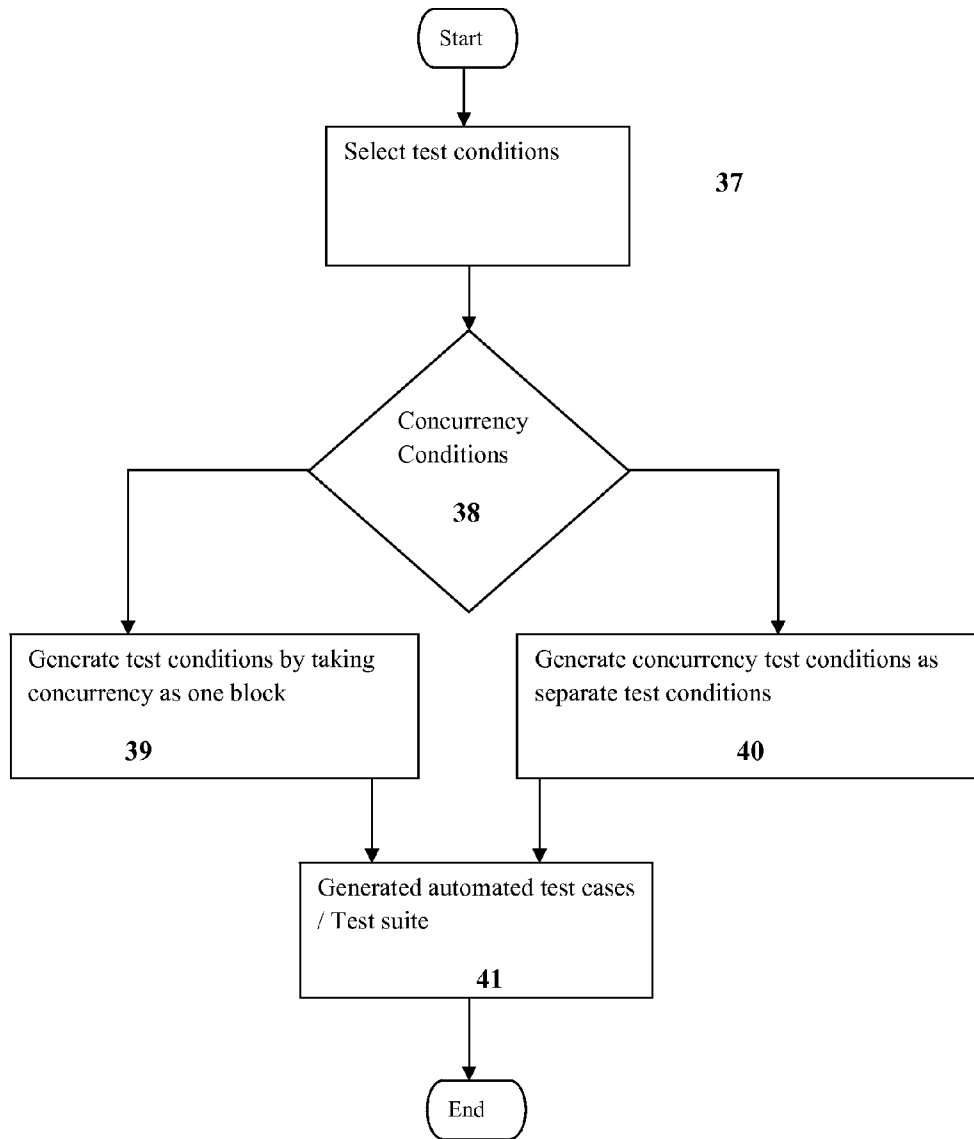 Start
Select test conditions
37
Concurrency
Conditions
38
Generate test conditions by taking
concurrency as one block
39
Generate concurrency test conditions as
separate test conditions
40
Generated automated test cases
/ Test suite
41
End